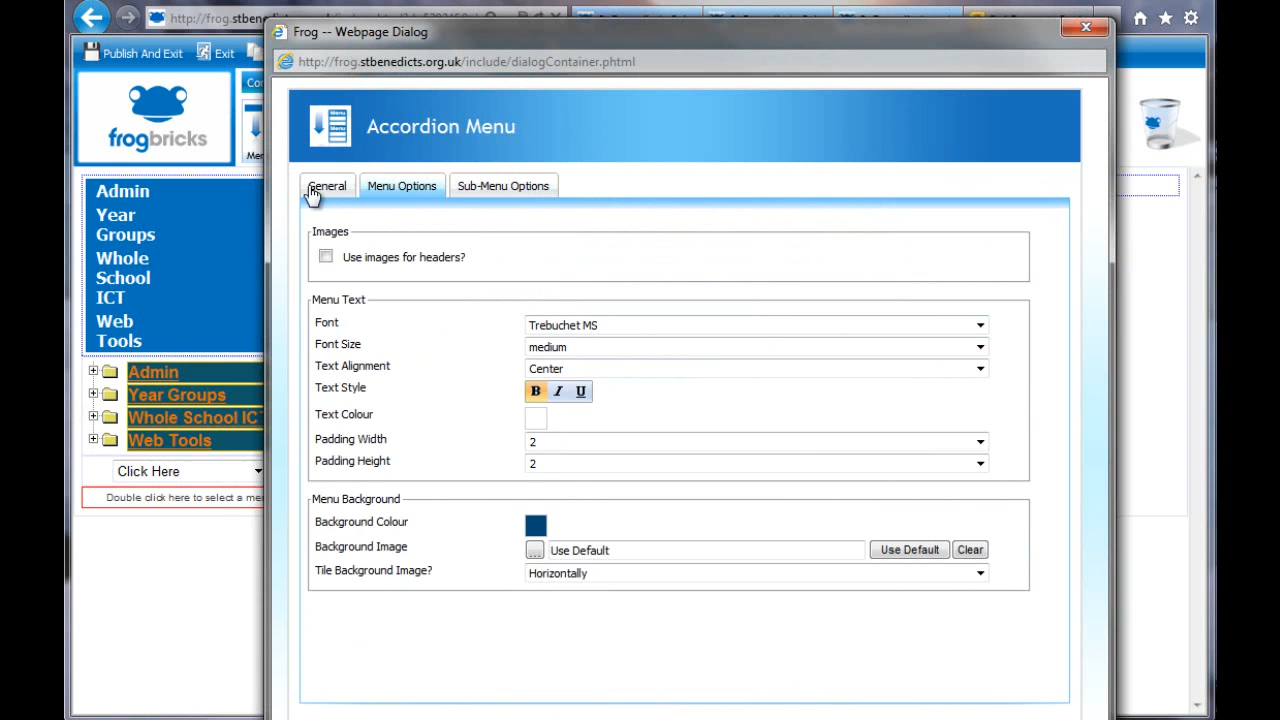 Frog -- Webpage Dialog
http://frog.stbenedicts.org.uk/include/dialogContainer.phtml
Publish And Exit
Exit
frogbricks
Accordion Menu
General
Menu Options
Sub-Menu Options
Admin
Year
Groups
Whole
School
ICT
Web
Tools
Admin
Year Groups
Whole School ICT
Web Tools
Click Here
Double click here to select a me
Images
Use images for headers?
Menu Text
Font
Trebuchet MS
Font Size
medium
Text Alignment
Center
Text Style
B I U
Text Colour
Padding Width
2
Padding Height
2
Menu Background
Background Colour
Background Image
... Use Default
Use Default
Clear
Tile Background Image?
Horizontally